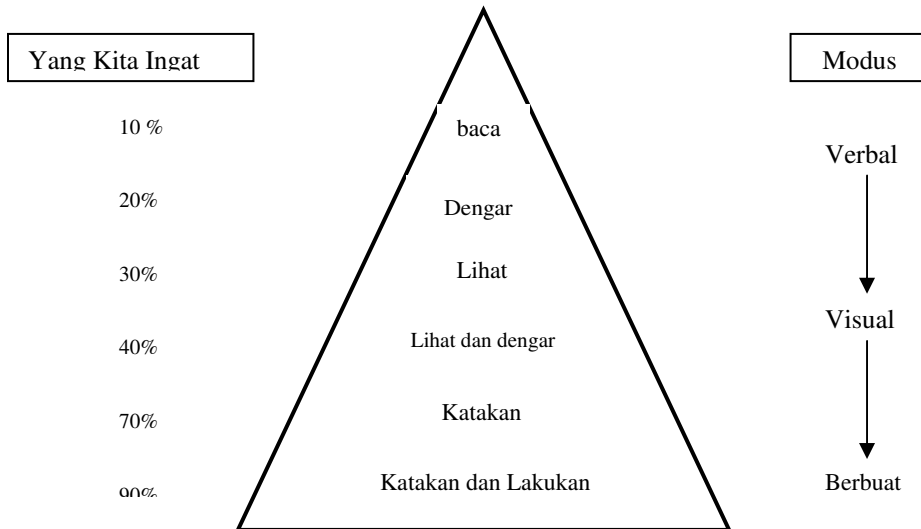 Yang Kita Ingat
Modus
10 %
baca
Verbal
20%
Dengar
30%
Lihat
Visual
40%
Lihat dan dengar
70%
Katakan
90%
Katakan dan Lakukan
Berbuat